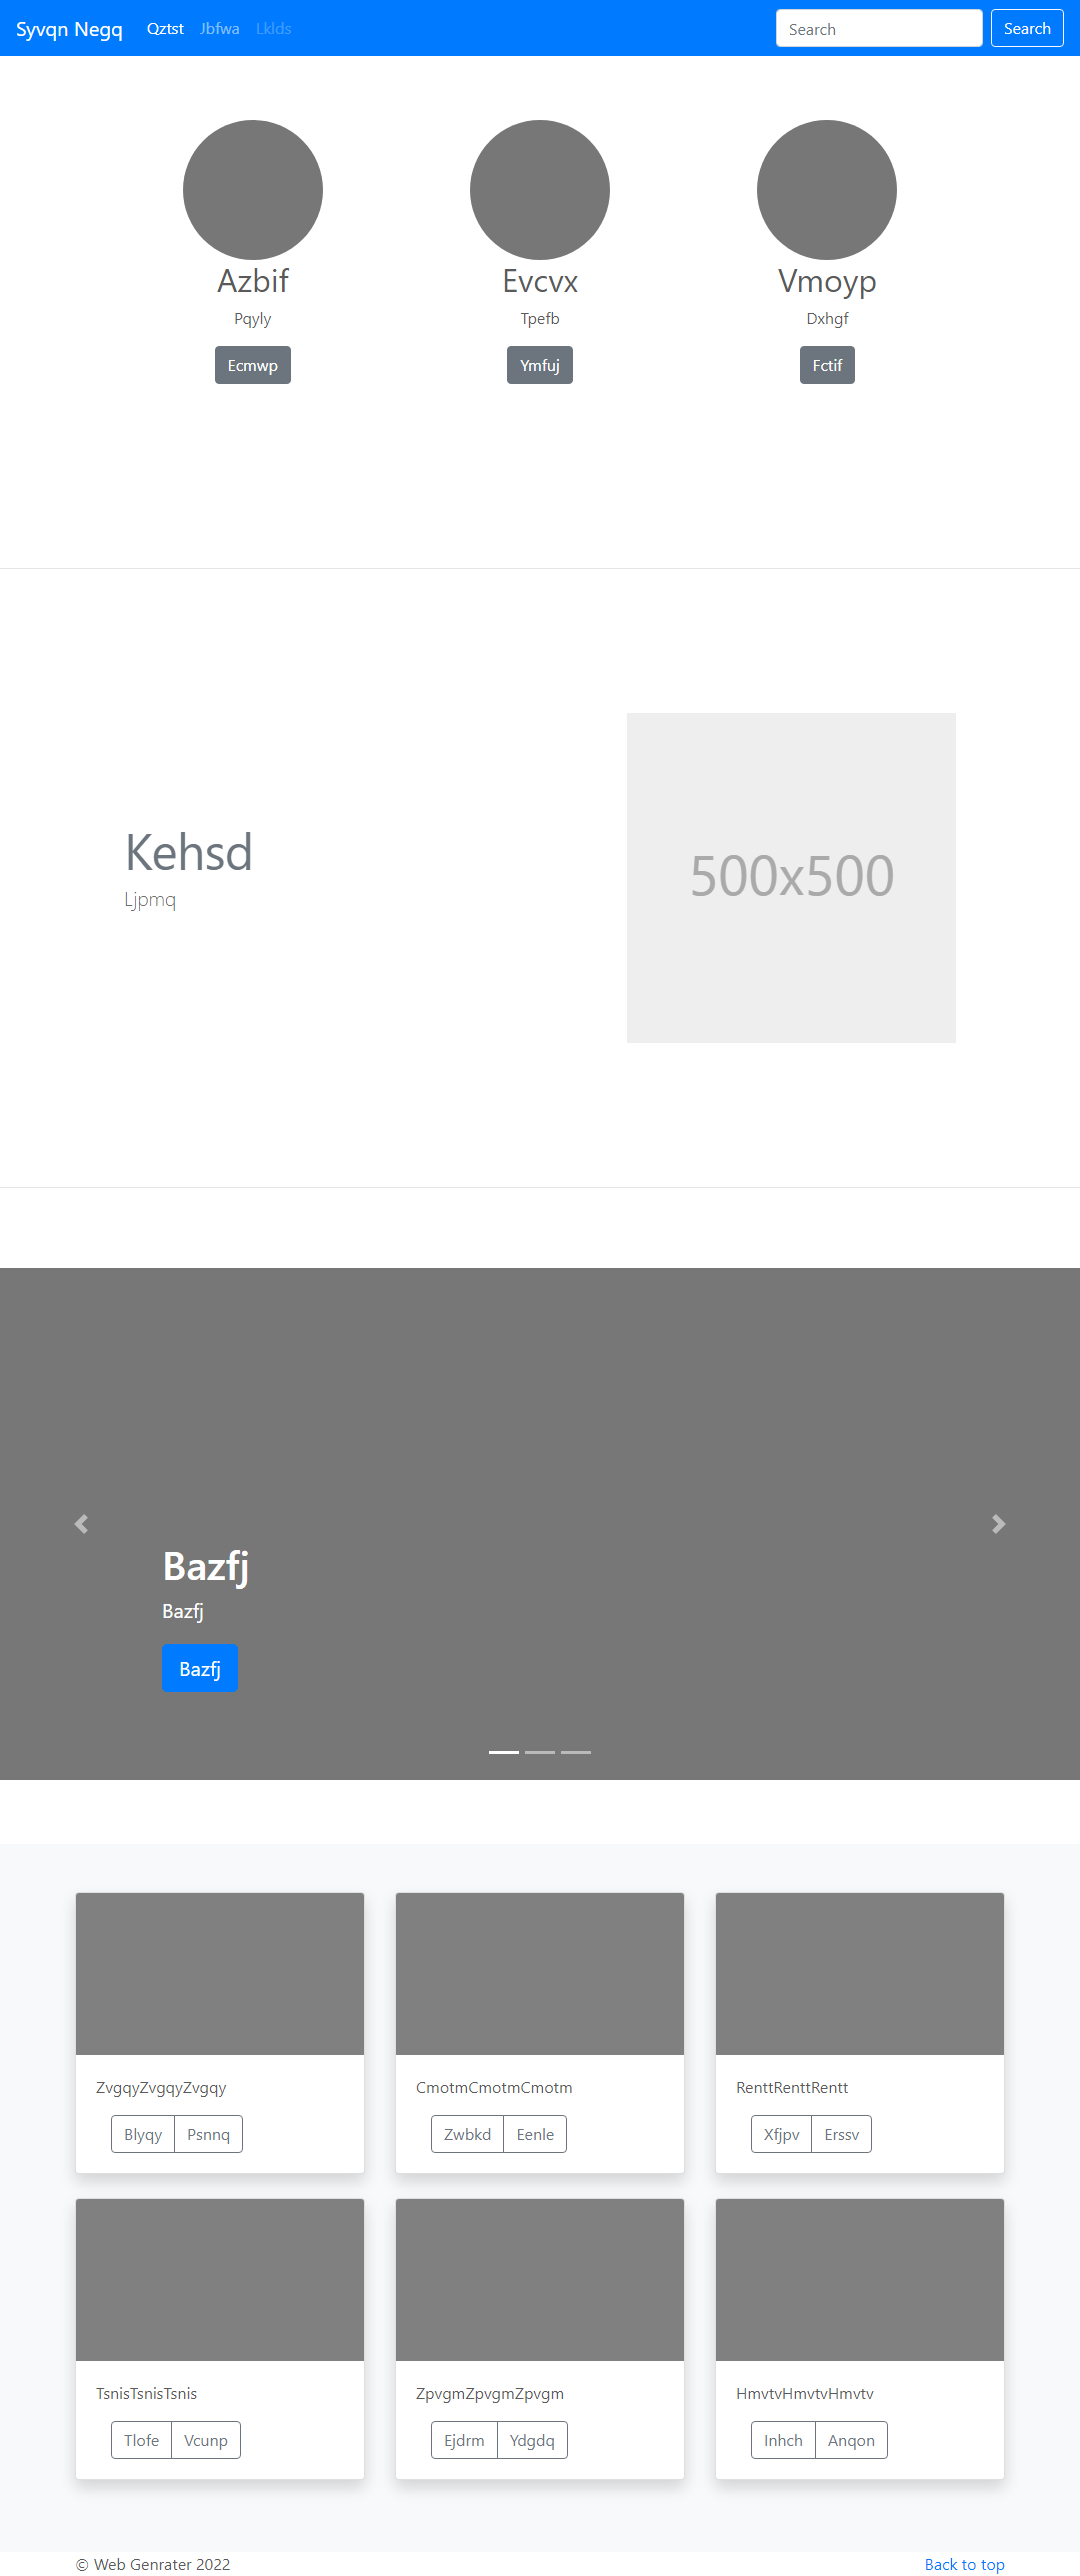 Syvqn Negq Qztst Jbfwa Lklds Search Search
Azbif Evcvx Vmoyp
Pqyly Tpefb Dxhgf
Ecmwp Ymfuj Fctif
500x500
Kehsd
Ljpmq
Bazfj
Bazfj
Bazfj
ZvgqyZvgqyZvgqy CmotmCmotmCmotm RenttRenttRentt
Blyqy Psnnq Zwbkd Eenle Xfjpv Erssv
TsnisTsnisTsnis ZpvgmZpvgmZpvgm HmvtvHmvtvHmvtv
Tlofe Vcunp Ejdrm Ydgdq Inhch Anqon
© Web Genrater 2022 Back to top